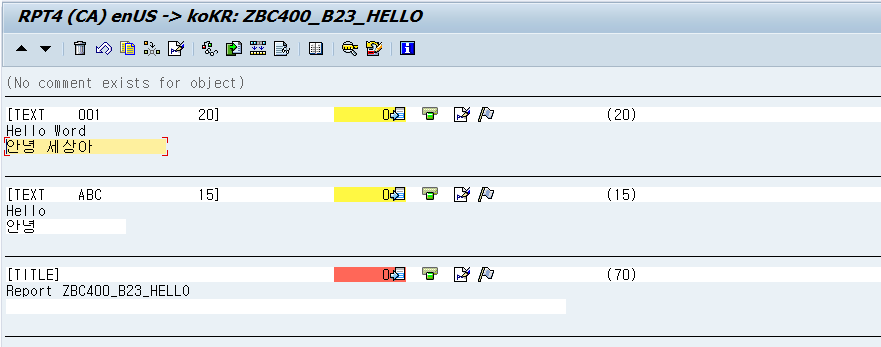 RPT4 (CA) enUS -> koKR: ZBC400_B23_HELLO
(No comment exists for object)
[TEXT 001 20] 0 (20)
Hello Word
안녕 세상아
[TEXT ABC 15] 0 (15)
Hello
안녕
[TITLE] 0 (70)
Report ZBC400_B23_HELLO